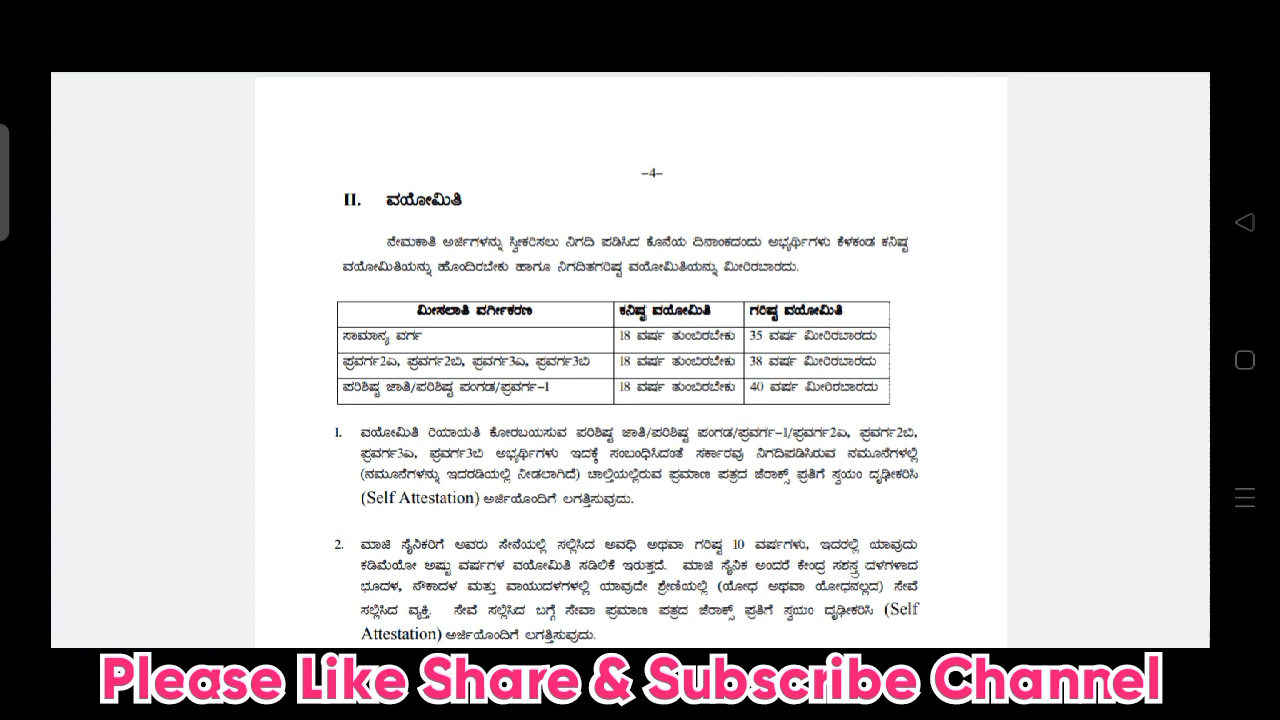 –4–
II. ವಯೋಮಿತಿ
ನೇಮಕಾತಿ ಅರ್ಜಿಗಳನ್ನು ಸ್ವೀಕರಿಸಲು ನಿಗದಿ ಪಡಿಸಿದ ಕೊನೆಯ ದಿನಾಂಕದಂದು ಅಭ್ಯರ್ಥಿಗಳು ಕೆಳಕಂಡ ಕನಿಷ್ಟ
ವಯೋಮಿತಿಯನ್ನು ಹೊಂದಿರಬೇಕು ಹಾಗೂ ನಿಗದಿತಗರಿಷ್ಟ ವಯೋಮಿತಿಯನ್ನು ಮೀರಿರಬಾರದು.
ಮೀಸಲಾತಿ ವರ್ಗೀಕರಣ ಕನಿಷ್ಟ ವಯೋಮಿತಿ ಗರಿಷ್ಟ ವಯೋಮಿತಿ
ಸಾಮಾನ್ಯ ವರ್ಗ 18 ವರ್ಷ ತುಂಬಿರಬೇಕು 35 ವರ್ಷ ಮೀರಿರಬಾರದು
ಪ್ರವರ್ಗ2ಎ, ಪ್ರವರ್ಗ2ಬಿ, ಪ್ರವರ್ಗ3ಎ, ಪ್ರವರ್ಗ3ಬಿ 18 ವರ್ಷ ತುಂಬಿರಬೇಕು 38 ವರ್ಷ ಮೀರಿರಬಾರದು
ಪರಿಶಿಷ್ಟ ಜಾತಿ/ಪರಿಶಿಷ್ಟ ಪಂಗಡ/ಪ್ರವರ್ಗ-1 18 ವರ್ಷ ತುಂಬಿರಬೇಕು 40 ವರ್ಷ ಮೀರಿರಬಾರದು
1. ವಯೋಮಿತಿ ರಿಯಾಯತಿ ಕೋರಬಯಸುವ ಪರಿಶಿಷ್ಟ ಜಾತಿ/ಪರಿಶಿಷ್ಟ ಪಂಗಡ/ಪ್ರವರ್ಗ-1/ಪ್ರವರ್ಗ2ಎ, ಪ್ರವರ್ಗ2ಬಿ,
ಪ್ರವರ್ಗ3ಎ, ಪ್ರವರ್ಗ3ಬಿ ಅಭ್ಯರ್ಥಿಗಳು ಇದಕ್ಕೆ ಸಂಬಂಧಿಸಿದಂತೆ ಸರ್ಕಾರವು ನಿಗದಿಪಡಿಸಿರುವ ನಮೂನೆಗಳಲ್ಲಿ
(ನಮೂನೆಗಳನ್ನು ಇದರಡಿಯಲ್ಲಿ ನೀಡಲಾಗಿದೆ) ಚಾಲ್ತಿಯಲ್ಲಿರುವ ಪ್ರಮಾಣ ಪತ್ರದ ಜೆರಾಕ್ಸ್ ಪ್ರತಿಗೆ ಸ್ವಯಂ ದೃಢೀಕರಿಸಿ
(Self Attestation) ಅರ್ಜಿಯೊಂದಿಗೆ ಲಗತ್ತಿಸುವುದು.
2. ಮಾಜಿ ಸೈನಿಕರಿಗೆ ಅವರು ಸೇನೆಯಲ್ಲಿ ಸಲ್ಲಿಸಿದ ಅವಧಿ ಅಥವಾ ಗರಿಷ್ಟ 10 ವರ್ಷಗಳು, ಇದರಲ್ಲಿ ಯಾವುದು
ಕಡಿಮೆಯೋ ಅಷ್ಟು ವರ್ಷಗಳ ವಯೋಮಿತಿ ಸಡಿಲಿಕೆ ಇರುತ್ತದೆ. ಮಾಜಿ ಸೈನಿಕ ಅಂದರೆ ಕೇಂದ್ರ ಸಶಸ್ತ್ರ ದಳಗಳಾದ
ಭೂದಳ, ನೌಕಾದಳ ಮತ್ತು ವಾಯುದಳಗಳಲ್ಲಿ ಯಾವುದೇ ಶ್ರೇಣಿಯಲ್ಲಿ (ಯೋಧ ಅಥವಾ ಯೋಧನಲ್ಲದ) ಸೇವೆ
ಸಲ್ಲಿಸಿದ ವ್ಯಕ್ತಿ. ಸೇವೆ ಸಲ್ಲಿಸಿದ ಬಗ್ಗೆ ಸೇವಾ ಪ್ರಮಾಣ ಪತ್ರದ ಜೆರಾಕ್ಸ್ ಪ್ರತಿಗೆ ಸ್ವಯಂ ದೃಢೀಕರಿಸಿ (Self
Attestation) ಅರ್ಜಿಯೊಂದಿಗೆ ಲಗತ್ತಿಸುವುದು.
Please Like Share & Subscribe Channel